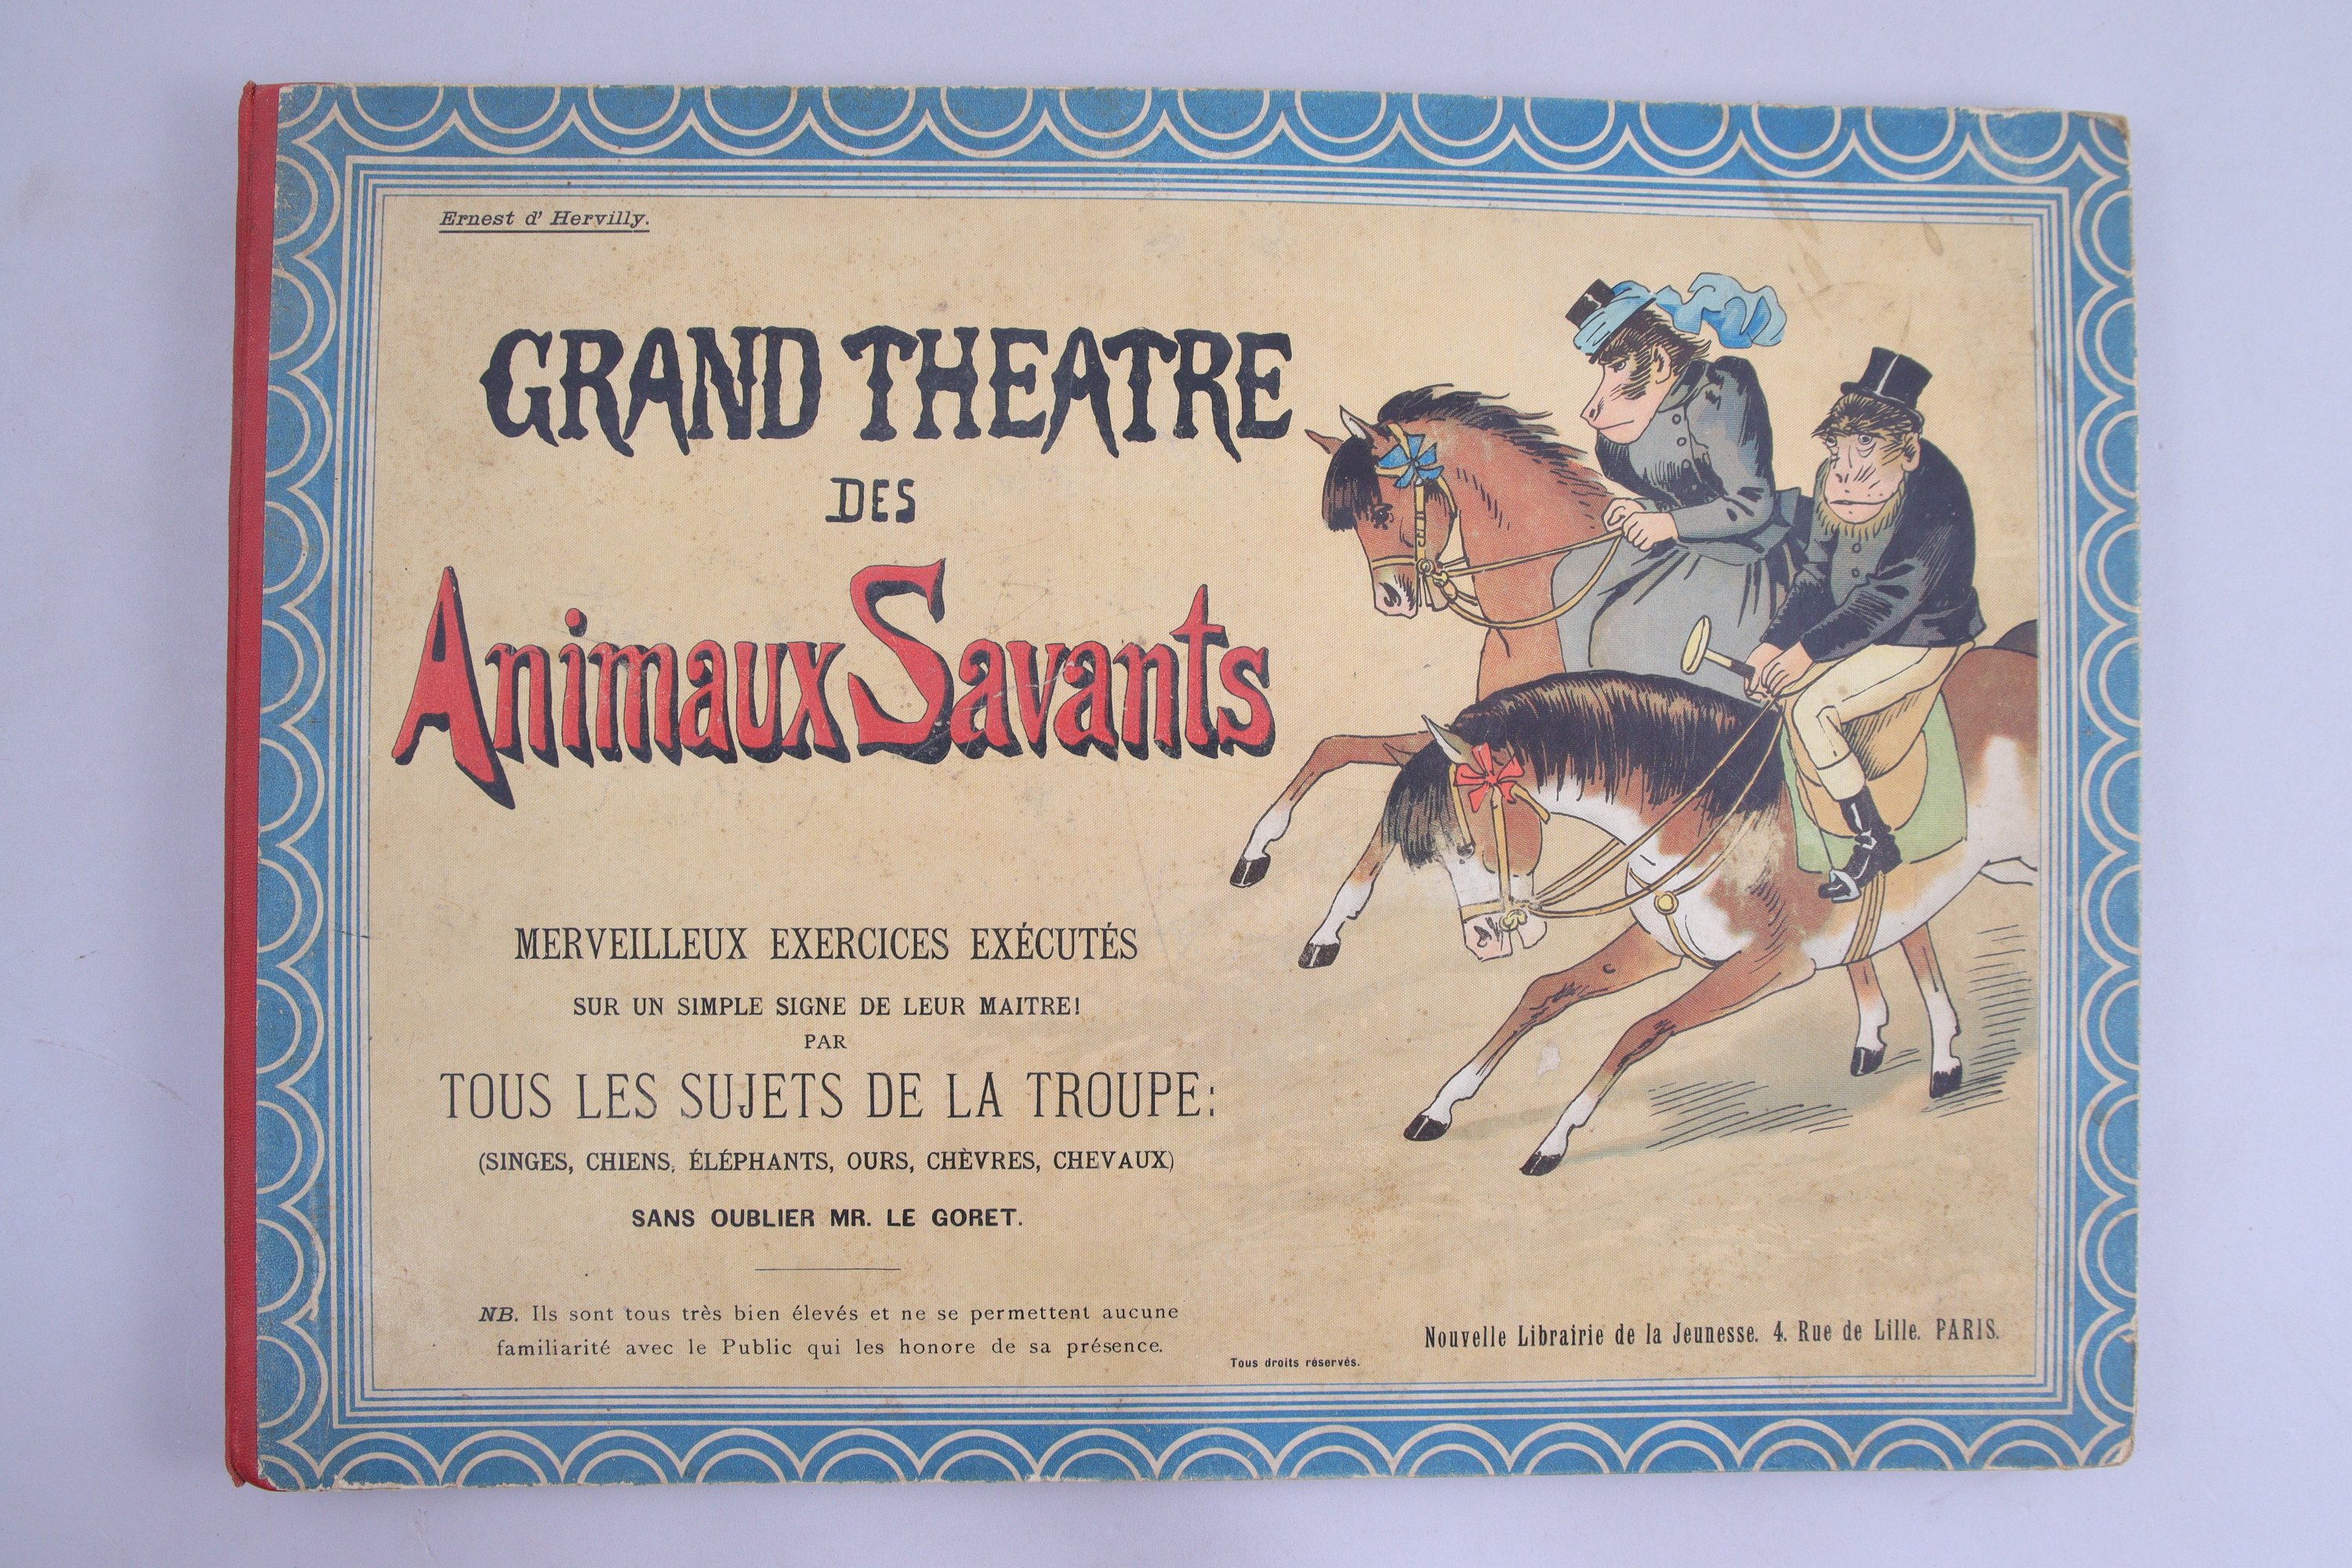 Ernest d' Hervilly.
GRAND THEATRE
DES
Animaux Savants
MERVEILLEUX EXERCICES EXÉCUTÉS
SUR UN SIMPLE SIGNE DE LEUR MAITRE!
PAR
TOUS LES SUJETS DE LA TROUPE:
(SINGES, CHIENS, ÉLÉPHANTS, OURS, CHÈVRES, CHEVAUX)
SANS OUBLIER MR. LE GORET.
NB. Ils sont tous très bien élevés et ne se permettent aucune
familiarité avec le Public qui les honore de sa présence.
Tous droits réservés.
Nouvelle Librairie de la Jeunesse. 4. Rue de Lille. PARIS.